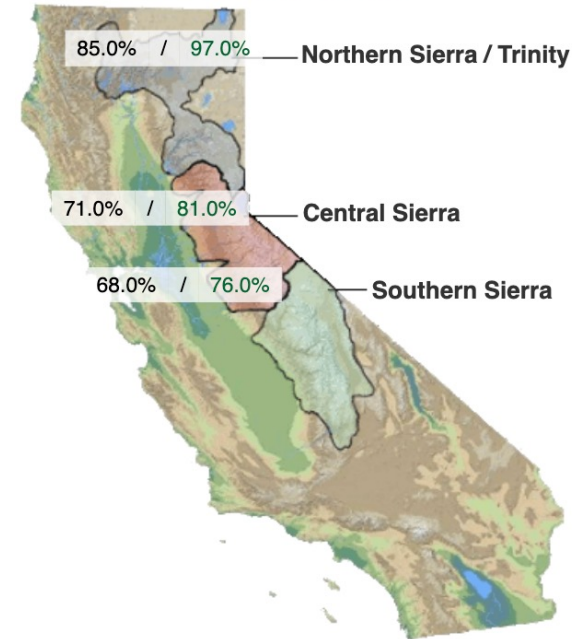 85.0% / 97.0% Northern Sierra / Trinity
71.0% / 81.0% Central Sierra
68.0% / 76.0% Southern Sierra